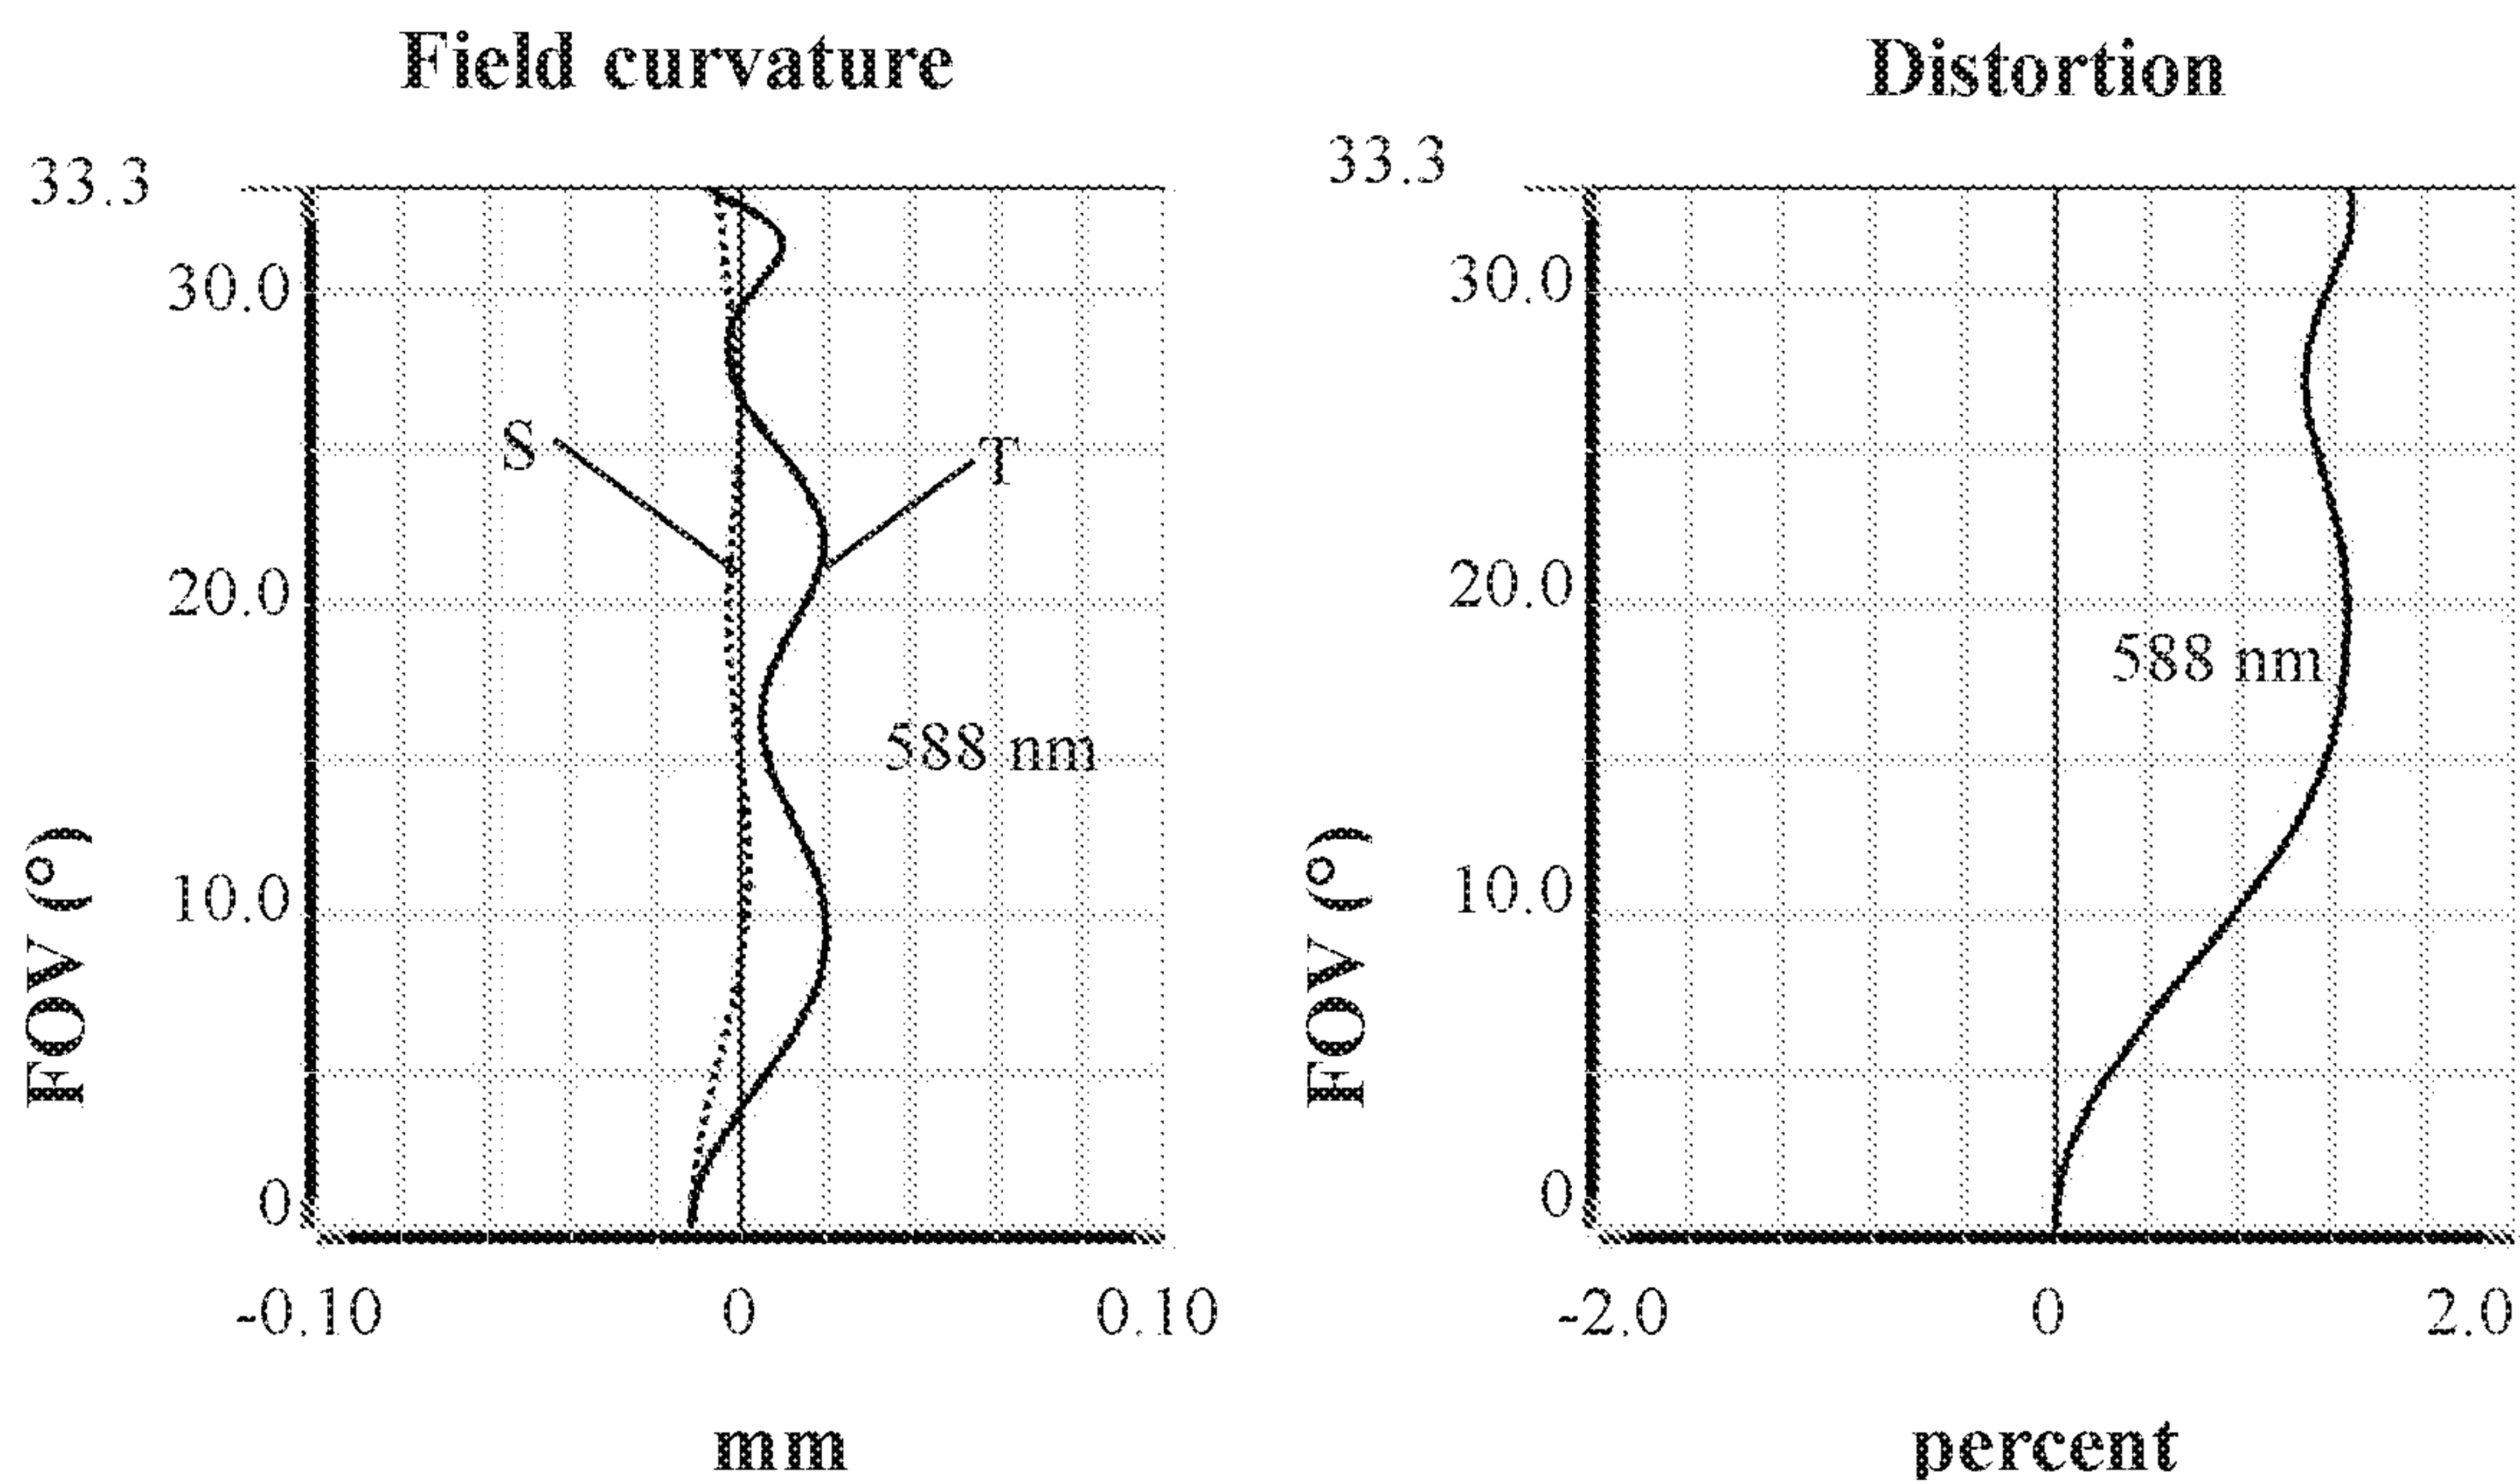 Field curvature
33.3
30.0
20.0
10.0
0
FOV (°)
S
T
588 nm
-0.10
0
0.10
mm
Distortion
33.3
30.0
20.0
10.0
0
FOV (°)
588 nm
-2.0
0
2.0
percent